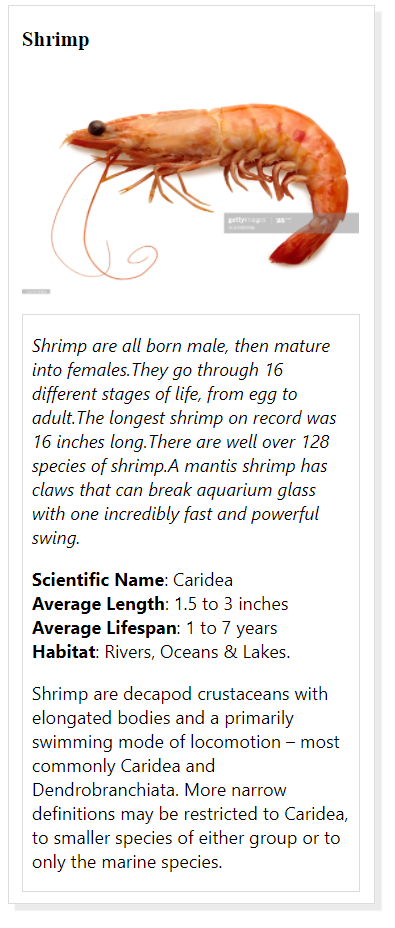 Shrimp
gettyimages
Shrimp are all born male, then mature
into females.They go through 16
different stages of life, from egg to
adult.The longest shrimp on record was
16 inches long.There are well over 128
species of shrimp.A mantis shrimp has
claws that can break aquarium glass
with one incredibly fast and powerful
swing.
Scientific Name: Caridea
Average Length: 1.5 to 3 inches
Average Lifespan: 1 to 7 years
Habitat: Rivers, Oceans & Lakes.
Shrimp are decapod crustaceans with
elongated bodies and a primarily
swimming mode of locomotion – most
commonly Caridea and
Dendrobranchiata. More narrow
definitions may be restricted to Caridea,
to smaller species of either group or to
only the marine species.